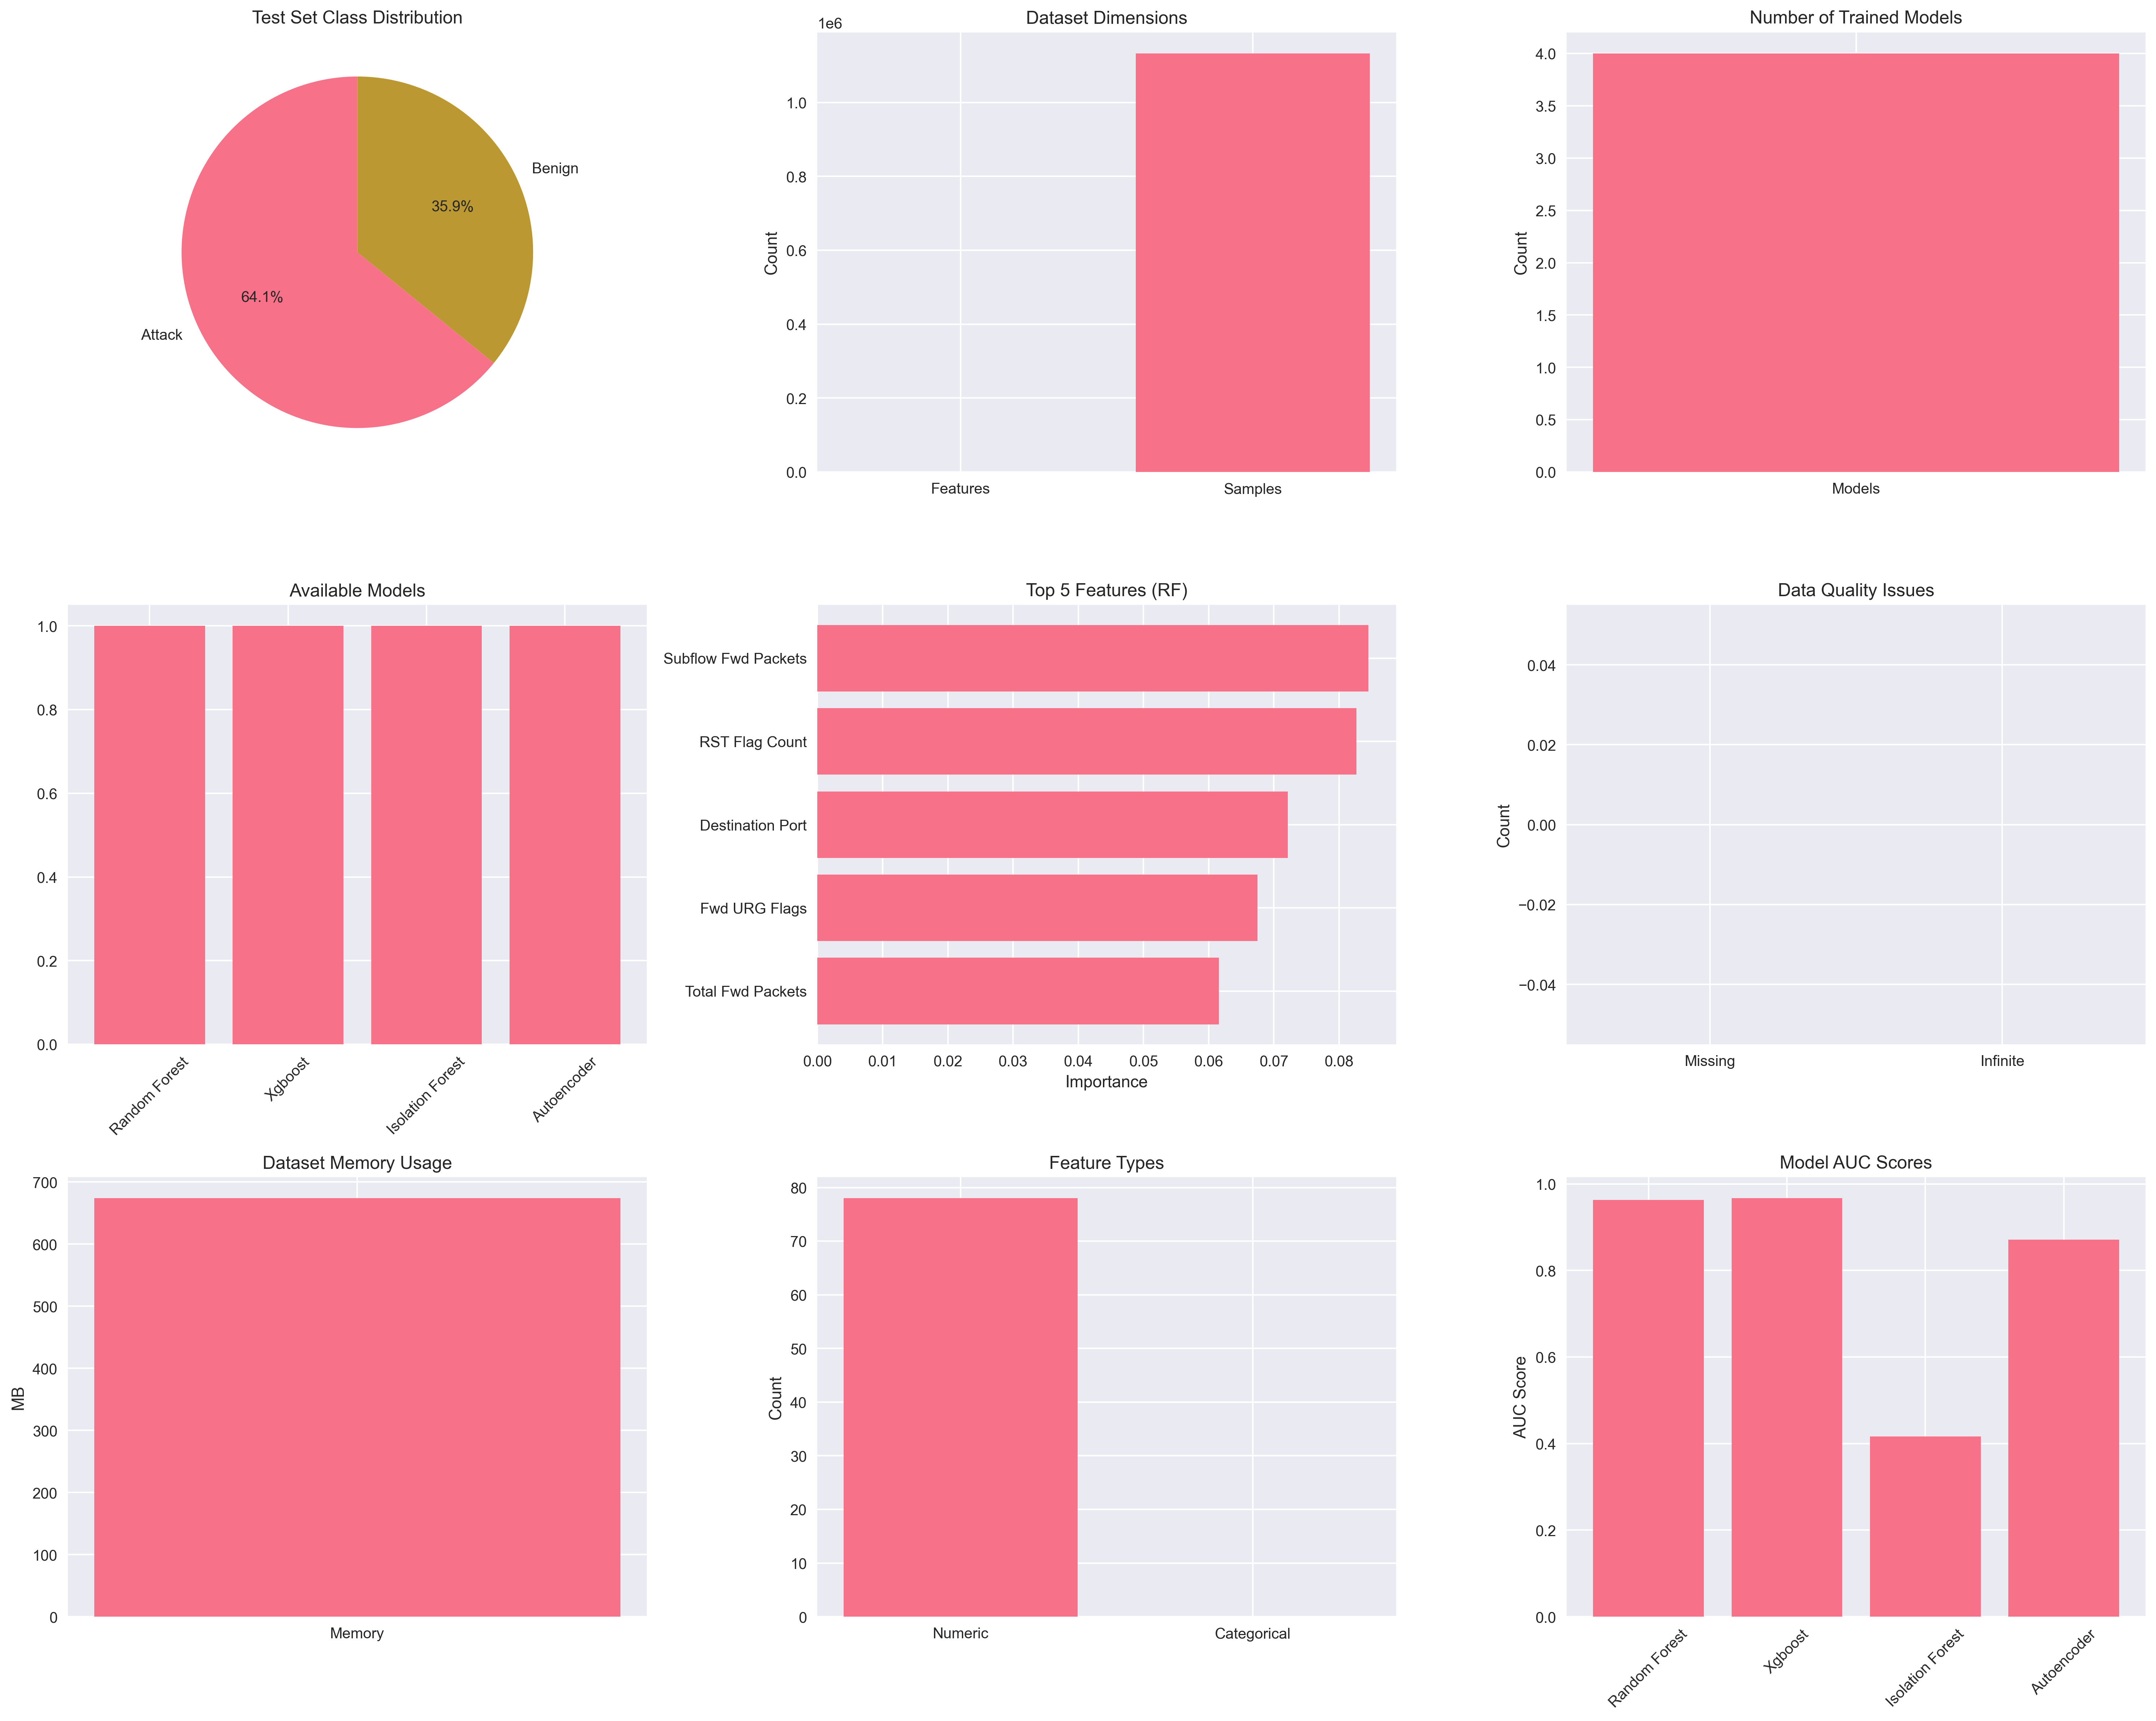 Test Set Class Distribution
Benign
35.9%
64.1%
Attack
Dataset Dimensions
1e6
Count
1.0
0.8
0.6
0.4
0.2
0.0
Features
Samples
Number of Trained Models
Count
4.0
3.5
3.0
2.5
2.0
1.5
1.0
0.5
0.0
Models
Available Models
1.0
0.8
0.6
0.4
0.2
0.0
Random Forest
Xgboost
Isolation Forest
Autoencoder
Top 5 Features (RF)
Subflow Fwd Packets
RST Flag Count
Destination Port
Fwd URG Flags
Total Fwd Packets
0.00 0.01 0.02 0.03 0.04 0.05 0.06 0.07 0.08
Importance
Data Quality Issues
Count
0.04
0.02
0.00
−0.02
−0.04
Missing
Infinite
Dataset Memory Usage
MB
700
600
500
400
300
200
100
0
Memory
Feature Types
Count
80
70
60
50
40
30
20
10
0
Numeric
Categorical
Model AUC Scores
AUC Score
1.0
0.8
0.6
0.4
0.2
0.0
Random Forest
Xgboost
Isolation Forest
Autoencoder